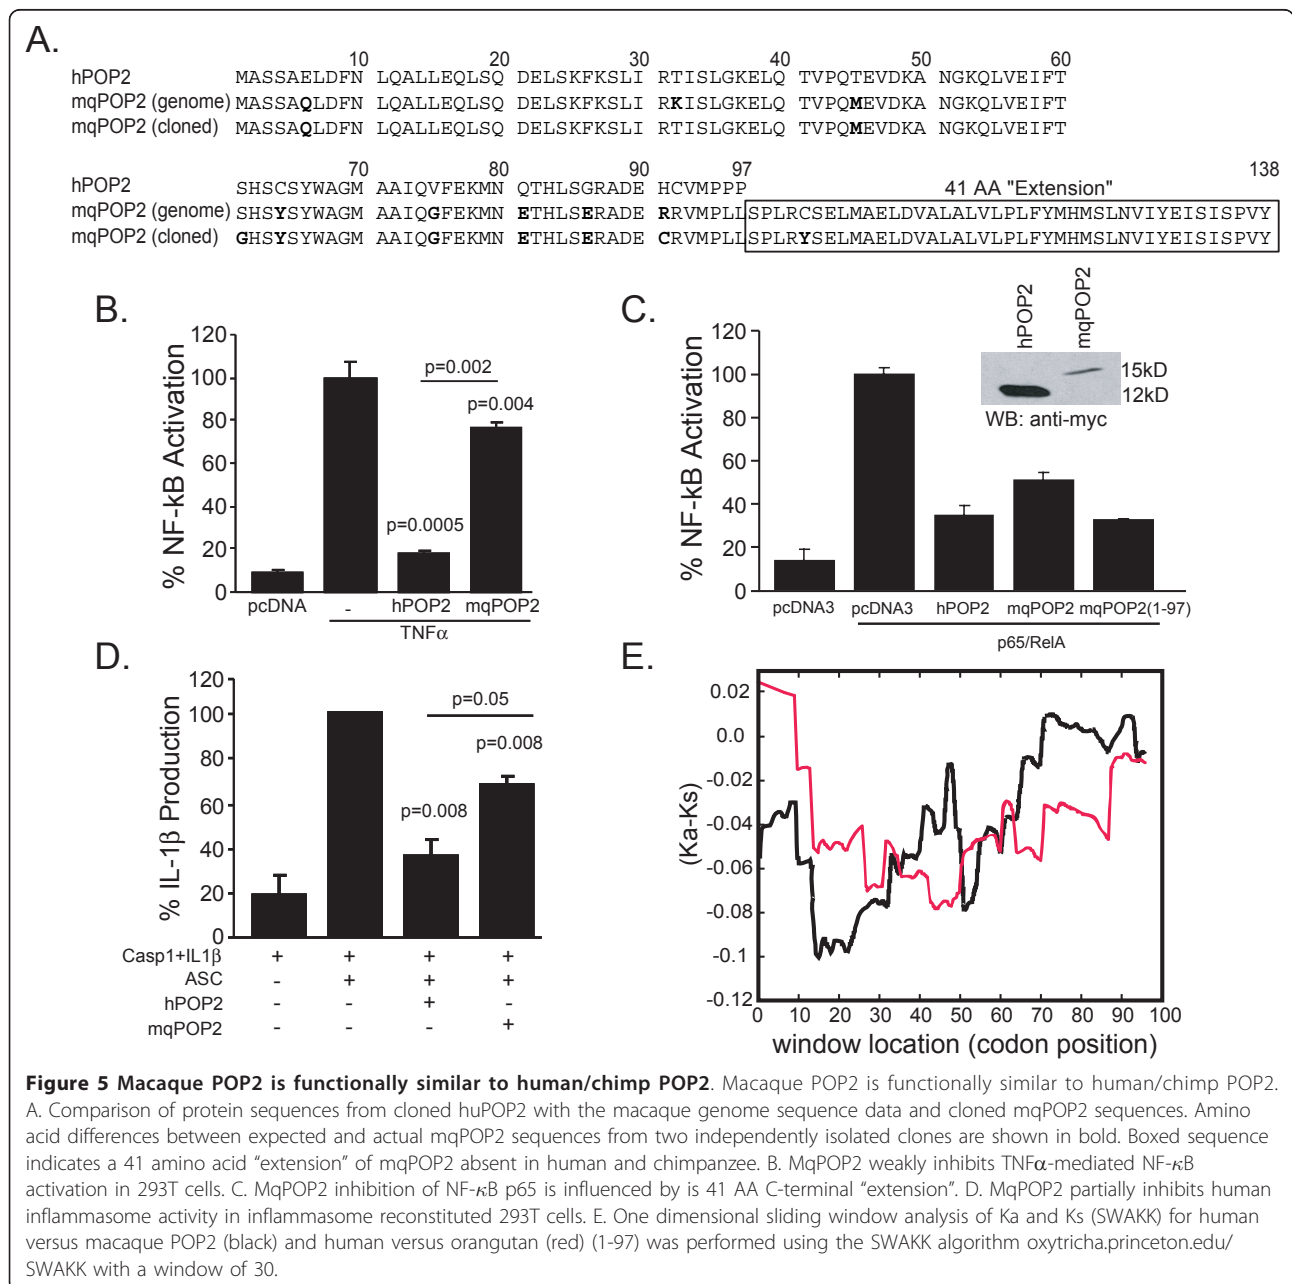 A.
10 20 30 40 50 60
hPOP2 MASSAELDFN LQALLEQLSQ DELSKFKSLI RTISLGKELQ TVPQTEVDKA NGKQLVEIFT
mqPOP2 (genome) MASSAQLDFN LQALLEQLSQ DELSKFKSLI RKISLGKELQ TVPQMEVDKA NGKQLVEIFT
mqPOP2 (cloned) MASSAQLDFN LQALLEQLSQ DELSKFKSLI RTISLGKELQ TVPQMEVDKA NGKQLVEIFT
70 80 90 97 41 AA "Extension" 138
hPOP2 SHSCSYWAGM AAIQVFEKMN QTHLSGRADE HCVMPPP
mqPOP2 (genome) SHSYSYWAGM AAIQGFEKMN ETHLSERADE RRVMPLLSPLRCSELMAELDVALALVLPLFYMHMSLNVIYEISISPVY
mqPOP2 (cloned) GHSYSYWAGM AAIQGFEKMN ETHLSERADE CRVMPLLSPLRYSELMAELDVALALVLPLFYMHMSLNVIYEISISPVY
B.
% NF-kB Activation
120
100
80
60
40
20
0
p=0.002
p=0.004
p=0.0005
pcDNA - hPOP2 mqPOP2
TNFα
C.
% NF-kB Activation
120
100
80
60
40
20
0
hPOP2 mqPOP2
15kD
12kD
WB: anti-myc
pcDNA3 pcDNA3 hPOP2 mqPOP2 mqPOP2(1-97)
p65/RelA
D.
% IL-1β Production
120
100
80
60
40
20
0
p=0.05
p=0.008
p=0.008
Casp1+IL1β + + + +
ASC - + + +
hPOP2 - - + -
mqPOP2 - - - +
E.
(Ka-Ks)
0.02
0.0
-0.02
-0.04
-0.06
-0.08
-0.1
-0.12
0 10 20 30 40 50 60 70 80 90 100
window location (codon position)
Figure 5 Macaque POP2 is functionally similar to human/chimp POP2. Macaque POP2 is functionally similar to human/chimp POP2.
A. Comparison of protein sequences from cloned huPOP2 with the macaque genome sequence data and cloned mqPOP2 sequences. Amino
acid differences between expected and actual mqPOP2 sequences from two independently isolated clones are shown in bold. Boxed sequence
indicates a 41 amino acid “extension” of mqPOP2 absent in human and chimpanzee. B. MqPOP2 weakly inhibits TNFα-mediated NF-κB
activation in 293T cells. C. MqPOP2 inhibition of NF-κB p65 is influenced by is 41 AA C-terminal “extension”. D. MqPOP2 partially inhibits human
inflammasome activity in inflammasome reconstituted 293T cells. E. One dimensional sliding window analysis of Ka and Ks (SWAKK) for human
versus macaque POP2 (black) and human versus orangutan (red) (1-97) was performed using the SWAKK algorithm oxytricha.princeton.edu/
SWAKK with a window of 30.